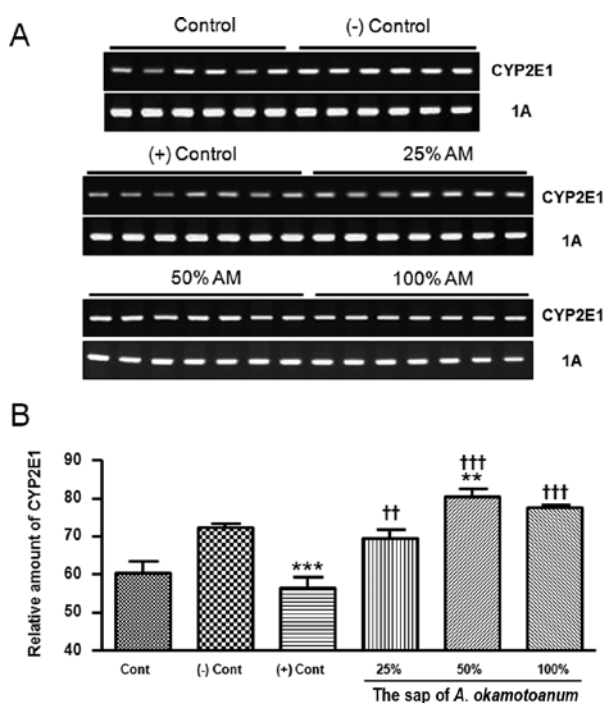 A
Control (-) Control
CYP2E1
1A
(+) Control 25% AM
CYP2E1
1A
50% AM 100% AM
CYP2E1
1A
B
Relative amount of CYP2E1
90
80
70
60
50
40
***
††
†††
**
†††
Cont (-) Cont (+) Cont 25% 50% 100%
The sap of A. okamotoanum